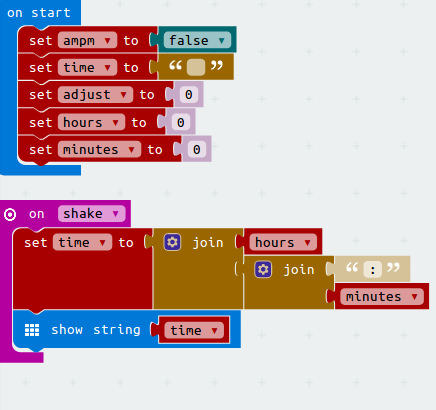 on start
set ampm to false
set time to “ ”
set adjust to 0
set hours to 0
set minutes to 0
on shake
set time to join hours
join “ : ”
minutes
show string time